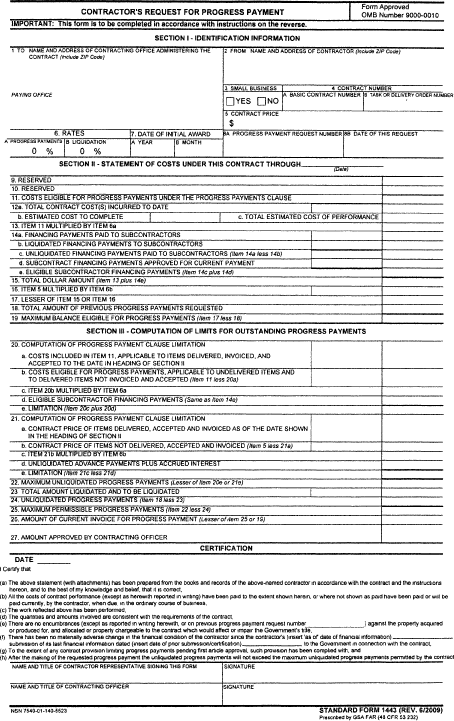 CONTRACTOR'S REQUEST FOR PROGRESS PAYMENT
Form Approved
OMB Number 9000-0010
IMPORTANT: This form is to be completed in accordance with instructions on the reverse.
SECTION I - IDENTIFICATION INFORMATION
1 TO NAME AND ADDRESS OF CONTRACTING OFFICE ADMINISTERING THE
CONTRACT (Include ZIP Code)
2 FROM NAME AND ADDRESS OF CONTRACTOR (Include ZIP Code)
PAYING OFFICE
3 SMALL BUSINESS
YES NO
4 CONTRACT NUMBER
A BASIC CONTRACT NUMBER
B TASK OR DELIVERY ORDER NUMBER
5 CONTRACT PRICE
$
6. RATES
A PROGRESS PAYMENTS
B LIQUIDATION
0 %
0 %
7. DATE OF INITIAL AWARD
A YEAR
B MONTH
8A PROGRESS PAYMENT REQUEST NUMBER
8B DATE OF THIS REQUEST
SECTION II - STATEMENT OF COSTS UNDER THIS CONTRACT THROUGH
(Date)
9. RESERVED
10. RESERVED
11. COSTS ELIGIBLE FOR PROGRESS PAYMENTS UNDER THE PROGRESS PAYMENTS CLAUSE
12a. TOTAL CONTRACT COST(S) INCURRED TO DATE
b. ESTIMATED COST TO COMPLETE
c. TOTAL ESTIMATED COST OF PERFORMANCE
13. ITEM 11 MULTIPLIED BY ITEM 6a
14a. FINANCING PAYMENTS PAID TO SUBCONTRACTORS
b. LIQUIDATED FINANCING PAYMENTS TO SUBCONTRACTORS
c. UNLIQUIDATED FINANCING PAYMENTS PAID TO SUBCONTRACTORS (Item 14a less 14b)
d. SUBCONTRACT FINANCING PAYMENTS APPROVED FOR CURRENT PAYMENT
e. ELIGIBLE SUBCONTRACTOR FINANCING PAYMENTS (Item 14c plus 14d)
15. TOTAL DOLLAR AMOUNT (Item 13 plus 14e)
16. ITEM 5 MULTIPLIED BY ITEM 6b
17. LESSER OF ITEM 15 OR ITEM 16
18. TOTAL AMOUNT OF PREVIOUS PROGRESS PAYMENTS REQUESTED
19 MAXIMUM BALANCE ELIGIBLE FOR PROGRESS PAYMENTS (Item 17 less 18)
SECTION III - COMPUTATION OF LIMITS FOR OUTSTANDING PROGRESS PAYMENTS
20. COMPUTATION OF PROGRESS PAYMENT CLAUSE LIMITATION
a. COSTS INCLUDED IN ITEM 11, APPLICABLE TO ITEMS DELIVERED, INVOICED, AND
ACCEPTED TO THE DATE IN HEADING OF SECTION II
b. COSTS ELIGIBLE FOR PROGRESS PAYMENTS, APPLICABLE TO UNDELIVERED ITEMS AND
TO DELIVERED ITEMS NOT INVOICED AND ACCEPTED (Item 11 less 20a)
c. ITEM 20b MULTIPLIED BY ITEM 6a
d. ELIGIBLE SUBCONTRACTOR FINANCING PAYMENTS (Same as Item 14e)
e. LIMITATION (Item 20c plus 20d)
21. COMPUTATION OF PROGRESS PAYMENT CLAUSE LIMITATION
a. CONTRACT PRICE OF ITEMS DELIVERED, ACCEPTED AND INVOICED AS OF THE DATE SHOWN
IN THE HEADING OF SECTION II
b. CONTRACT PRICE OF ITEMS NOT DELIVERED, ACCEPTED AND INVOICED (Item 5 less 21a)
c. ITEM 21b MULTIPLIED BY ITEM 6b
d. UNLIQUIDATED ADVANCE PAYMENTS PLUS ACCRUED INTEREST
e. LIMITATION (Item 21c less 21d)
22. MAXIMUM UNLIQUIDATED PROGRESS PAYMENTS (Lesser of Item 20e or 21e)
23 TOTAL AMOUNT LIQUIDATED AND TO BE LIQUIDATED
24. UNLIQUIDATED PROGRESS PAYMENTS (Item 18 less 23)
25. MAXIMUM PERMISSIBLE PROGRESS PAYMENTS (Item 22 less 24)
26. AMOUNT OF CURRENT INVOICE FOR PROGRESS PAYMENT (Lesser of Item 25 or 19)
27. AMOUNT APPROVED BY CONTRACTING OFFICER
CERTIFICATION
DATE
I Certify that
(a) The above statement (with attachments) has been prepared from the books and records of the above-named contractor in accordance with the contract and the instructions
hereon, and to the best of my knowledge and belief, that it is correct;
(b) All the costs of contract performance (except as herewith reported in writing) have been paid to the extent shown herein, or where not shown as paid have been paid or will be
paid currently, by the contractor, when due, in the ordinary course of business,
(c) The work reflected above has been performed;
(d) The quantities and amounts involved are consistent with the requirements of the contract.
(e) There are no encumbrances (except as reported in writing herewith, or on previous progress payment request number ) against the property acquired
or produced for, and allocated or properly chargeable to the contract which would affect or impair the Government's title,
(f) There has been no materially adverse change in the financial condition of the contractor since the contractor's (insert "as of date of financial information)
submission of financial information dated (insert date of prior submission/certification) to the Government in connection with the contract,
(g) To the extent of any contract provision limiting progress payments pending first article approval, such provision has been complied with, and
(h) After the making of the requested progress payment the unliquidated progress payments will not exceed the maximum unliquidated progress payments permitted by the contract
NAME AND TITLE OF CONTRACTOR REPRESENTATIVE SIGNING THIS FORM
SIGNATURE
NAME AND TITLE OF CONTRACTING OFFICER
SIGNATURE
NSN 7540-01-140-5523
STANDARD FORM 1443 (REV. 6/2009)
Prescribed by GSA FAR (48 CFR 53 232)